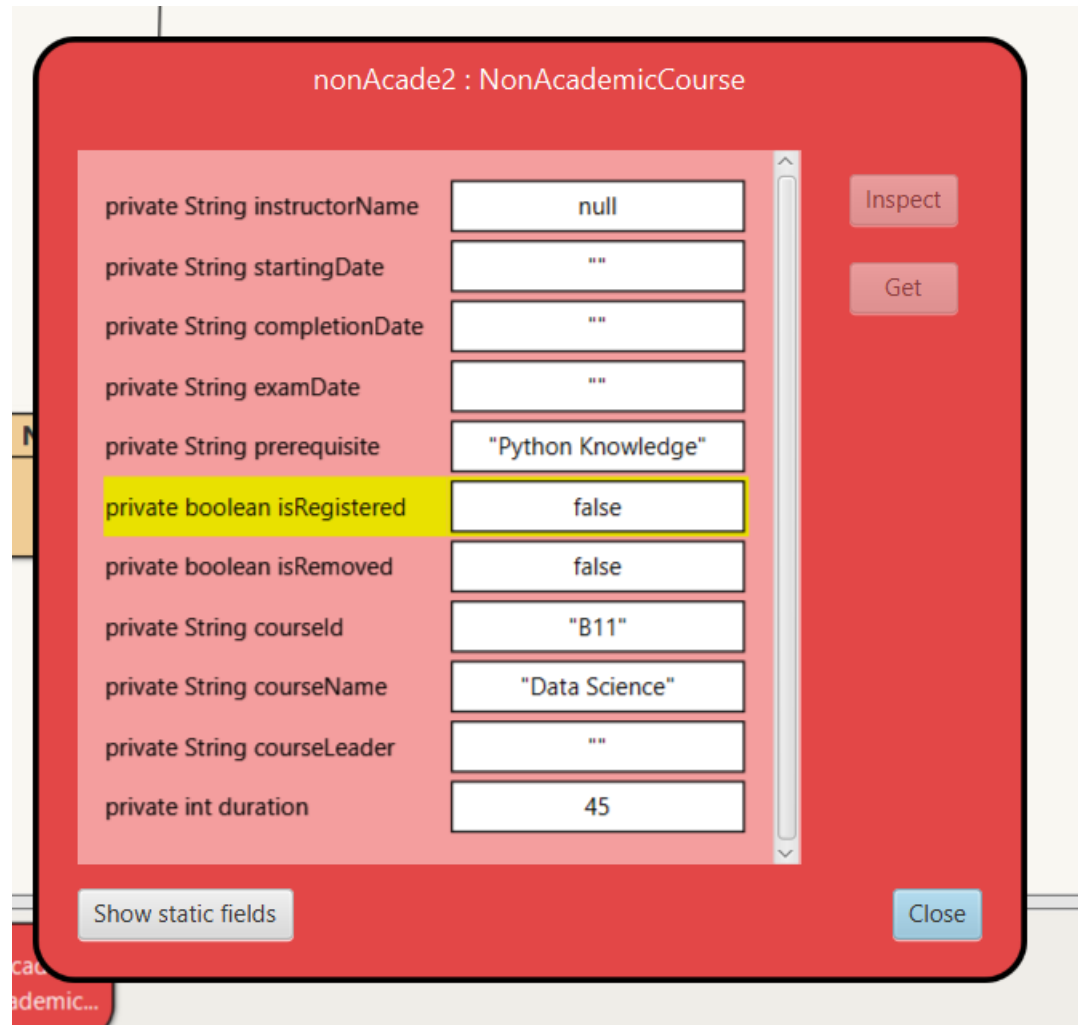 nonAcade2 : NonAcademicCourse
private String instructorName null
private String startingDate ""
private String completionDate ""
private String examDate ""
private String prerequisite "Python Knowledge"
private boolean isRegistered false
private boolean isRemoved false
private String courseId "B11"
private String courseName "Data Science"
private String courseLeader ""
private int duration 45
Inspect
Get
Show static fields
Close
ademic...